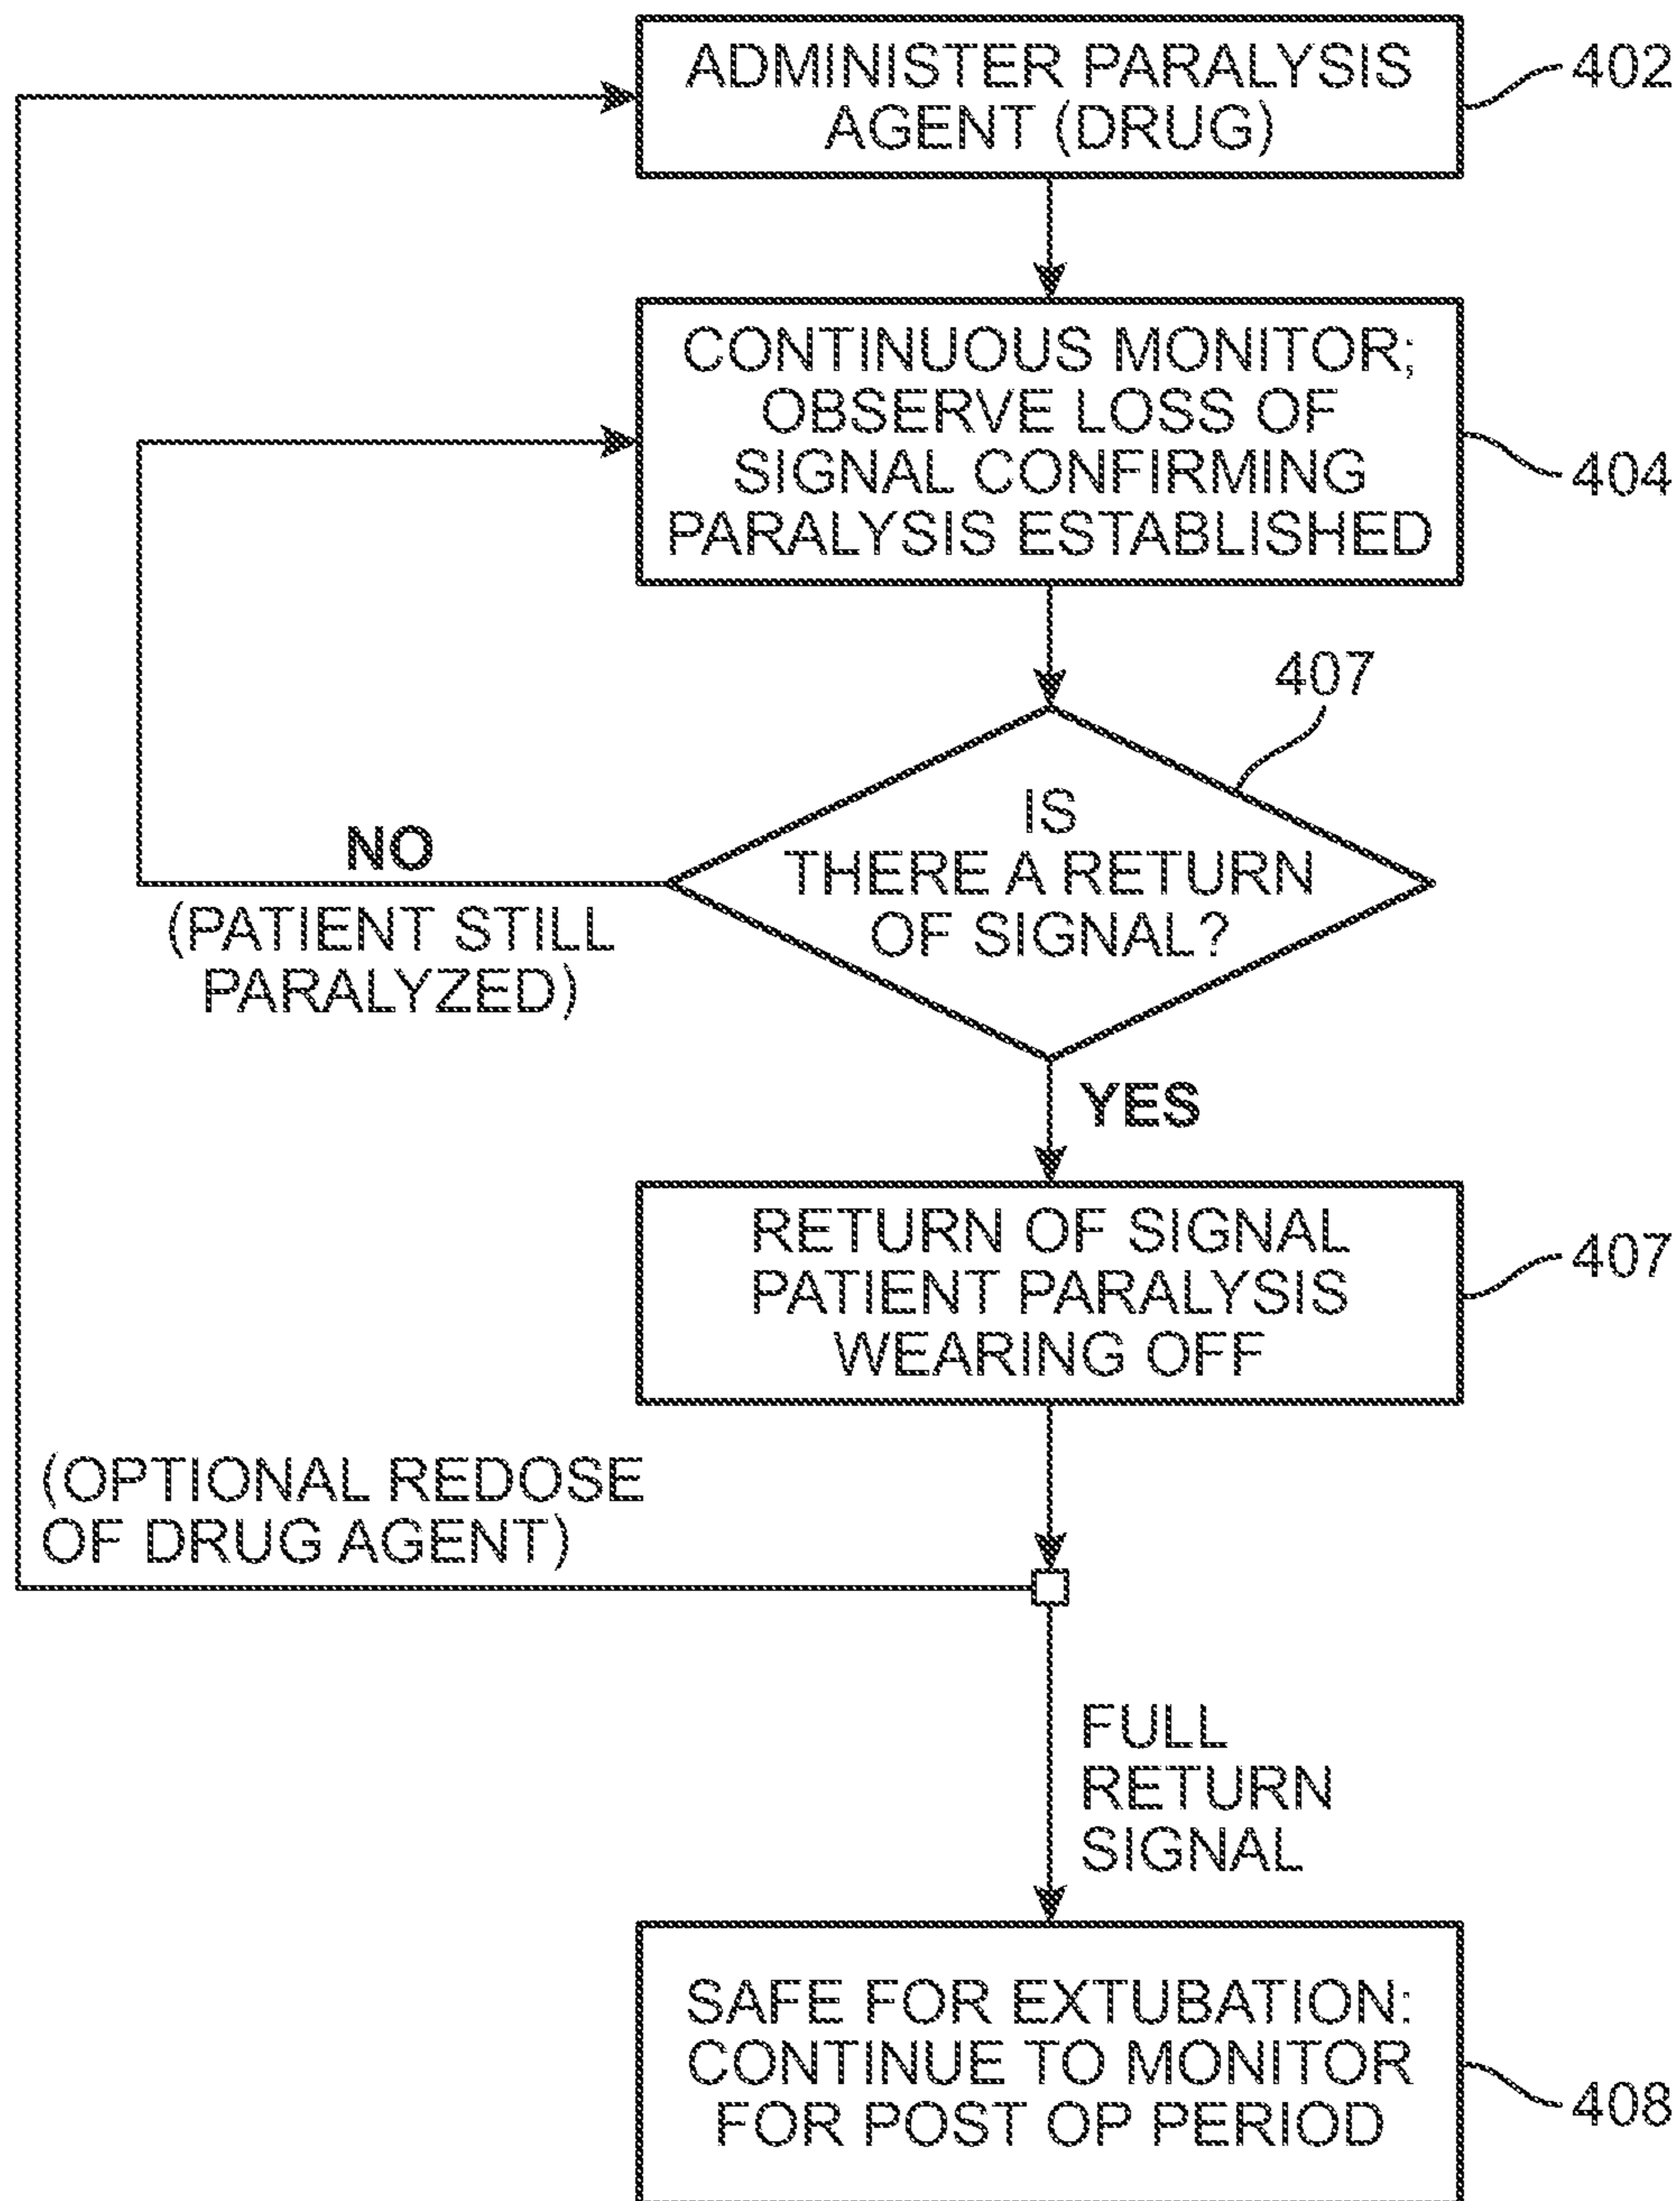 ADMINISTER PARALYSIS
AGENT (DRUG)
402
CONTINUOUS MONITOR;
OBSERVE LOSS OF
SIGNAL CONFIRMING
PARALYSIS ESTABLISHED
404
407
IS
THERE A RETURN
OF SIGNAL?
NO
(PATIENT STILL
PARALYZED)
YES
RETURN OF SIGNAL
PATIENT PARALYSIS
WEARING OFF
407
(OPTIONAL REDOSE
OF DRUG AGENT)
FULL
RETURN
SIGNAL
SAFE FOR EXTUBATION:
CONTINUE TO MONITOR
FOR POST OP PERIOD
408